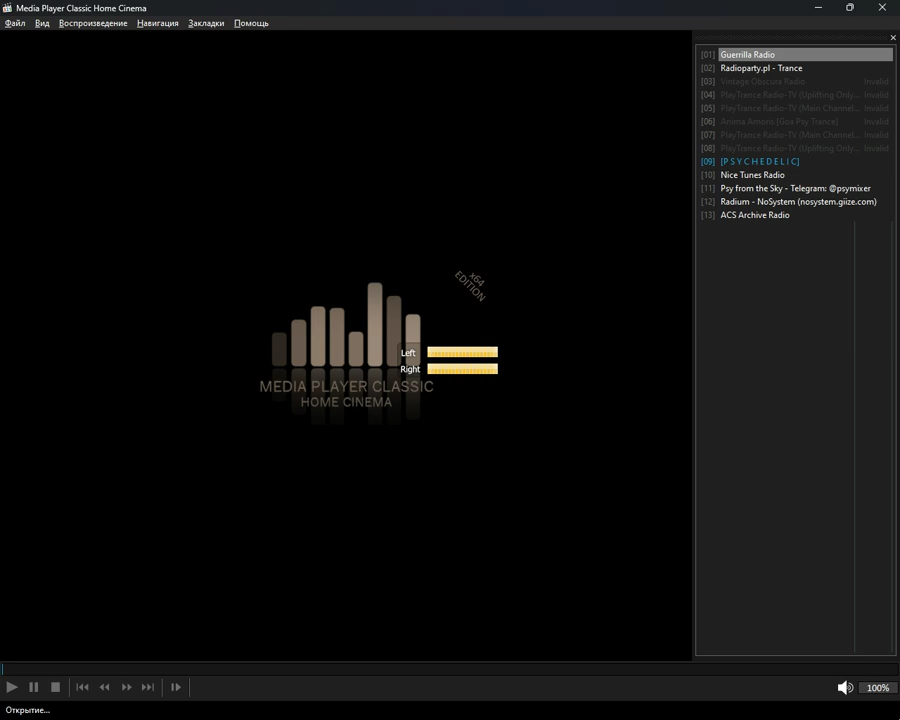 Media Player Classic Home Cinema
Файл Вид Воспроизведение Навигация Закладки Помощь
[01] Guerrilla Radio
[02] Radioparty.pl - Trance
[03] Vintage Obscura Radio Invalid
[04] PlayTrance Radio-TV (Uplifting Only... Invalid
[05] PlayTrance Radio-TV (Main Channel... Invalid
[06] Anima Amoris [Goa Psy Trance] Invalid
[07] PlayTrance Radio-TV (Main Channel... Invalid
[08] PlayTrance Radio-TV (Uplifting Only... Invalid
[09] [P S Y C H E D E L I C]
[10] Nice Tunes Radio
[11] Psy from the Sky - Telegram: @psymixer
[12] Radium - NoSystem (nosystem.giize.com)
[13] ACS Archive Radio
x64
EDITION
Left
Right
MEDIA PLAYER CLASSIC
HOME CINEMA
100%
Открытие...